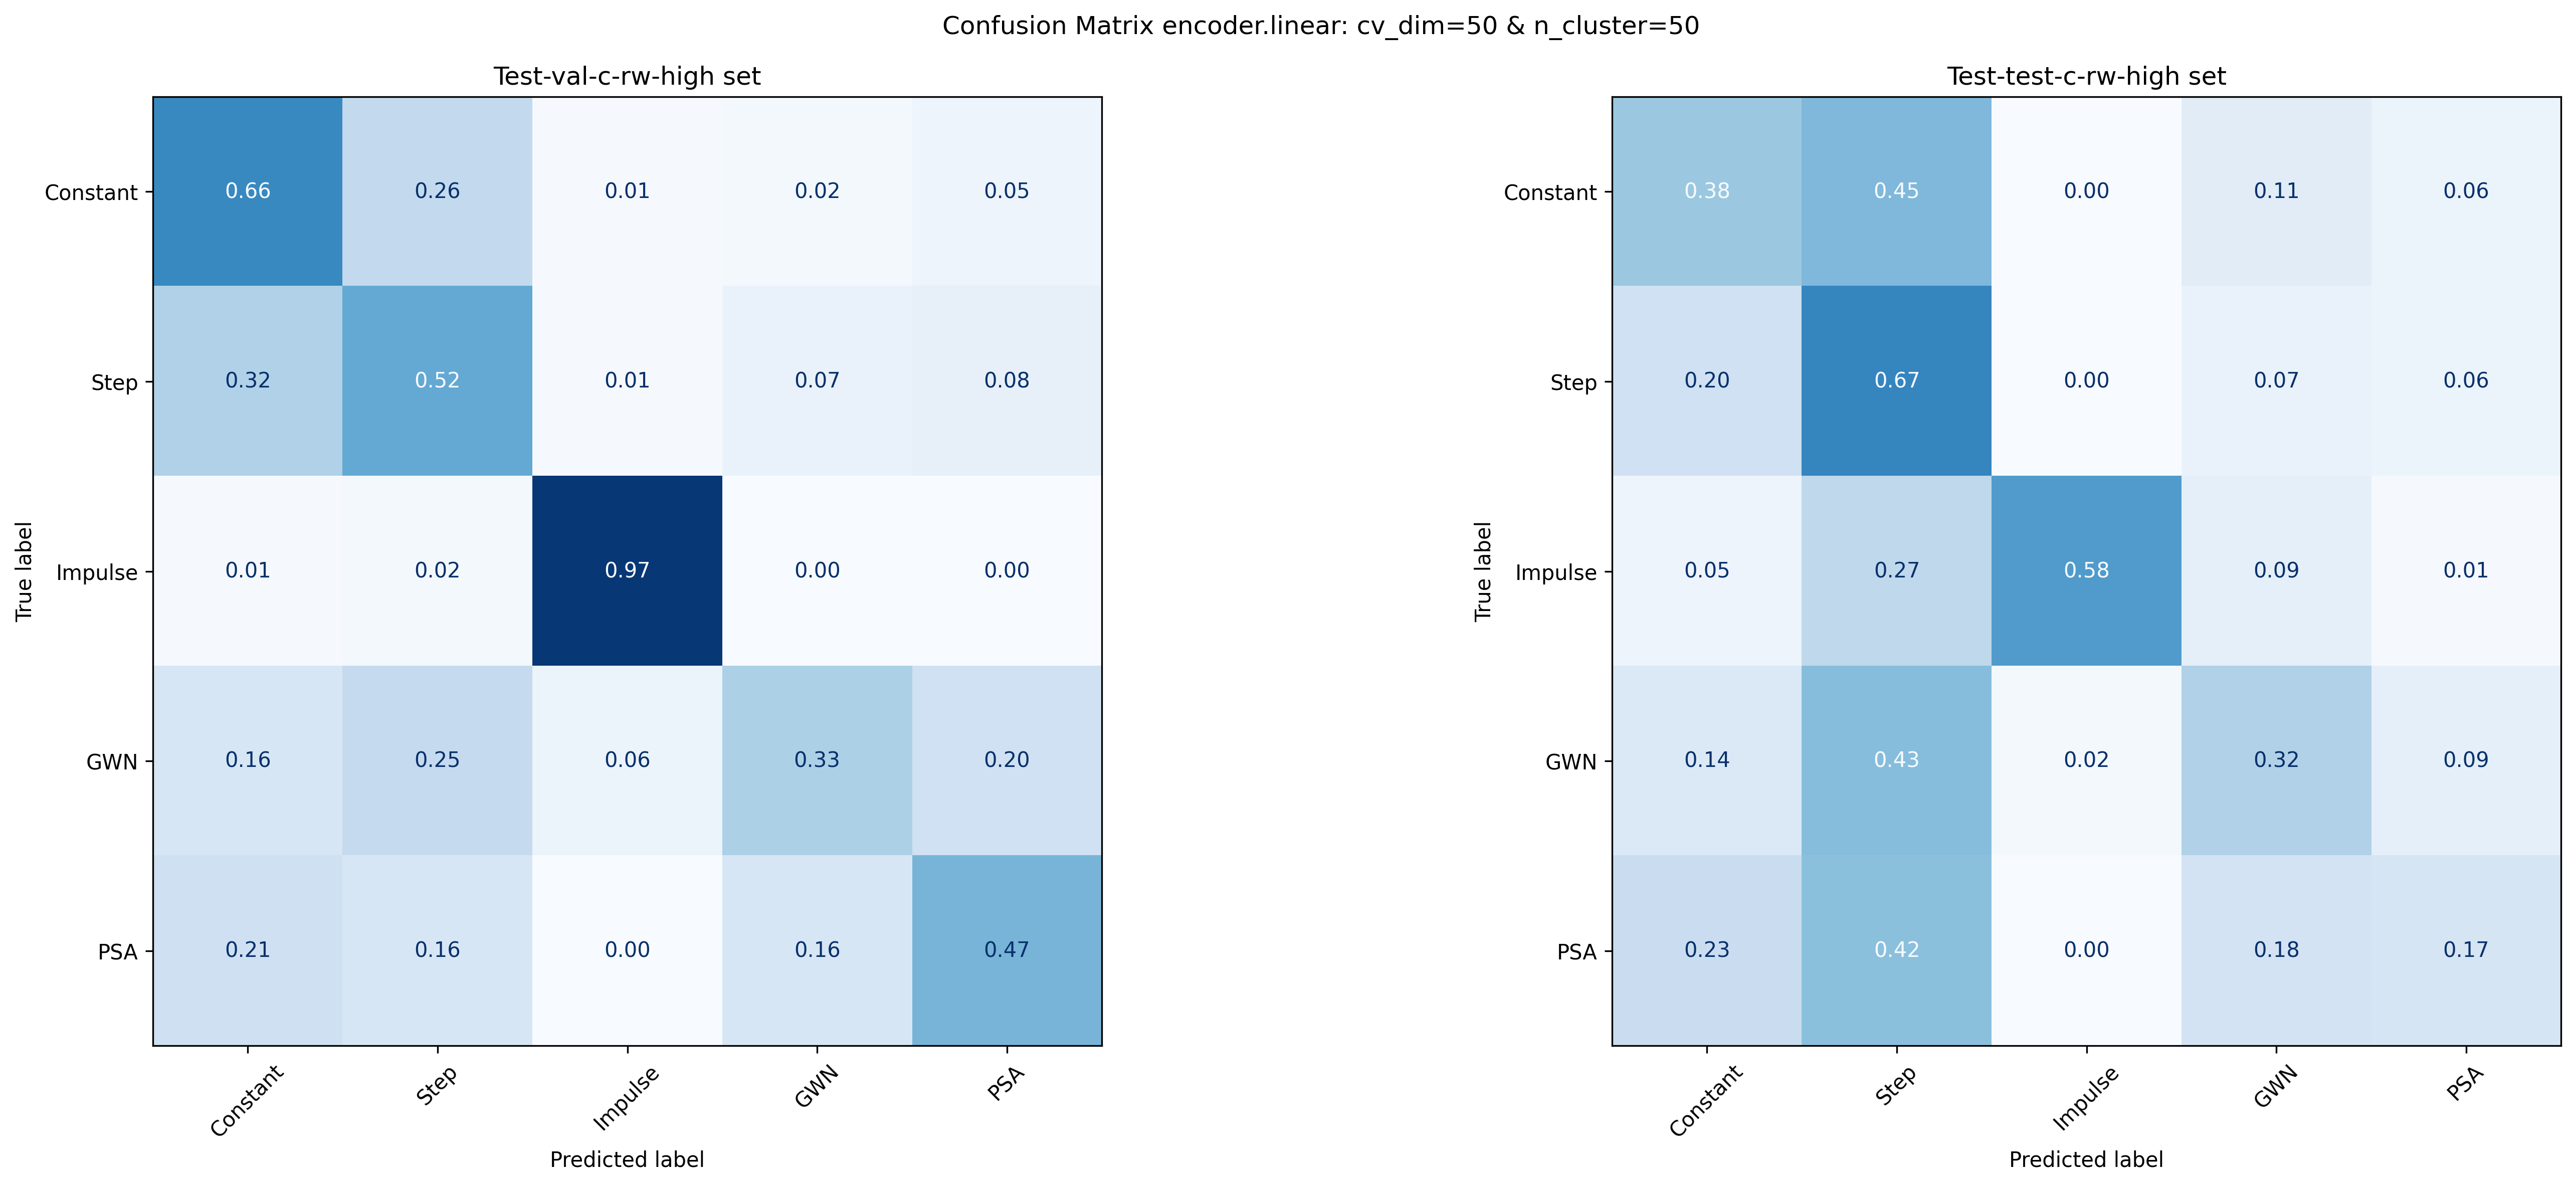 Confusion Matrix encoder.linear: cv_dim=50 & n_cluster=50
Test-val-c-rw-high set
True label
Constant 0.66 0.26 0.01 0.02 0.05
Step 0.32 0.52 0.01 0.07 0.08
Impulse 0.01 0.02 0.97 0.00 0.00
GWN 0.16 0.25 0.06 0.33 0.20
PSA 0.21 0.16 0.00 0.16 0.47
Constant Step Impulse GWN PSA
Predicted label
Test-test-c-rw-high set
True label
Constant 0.38 0.45 0.00 0.11 0.06
Step 0.20 0.67 0.00 0.07 0.06
Impulse 0.05 0.27 0.58 0.09 0.01
GWN 0.14 0.43 0.02 0.32 0.09
PSA 0.23 0.42 0.00 0.18 0.17
Constant Step Impulse GWN PSA
Predicted label